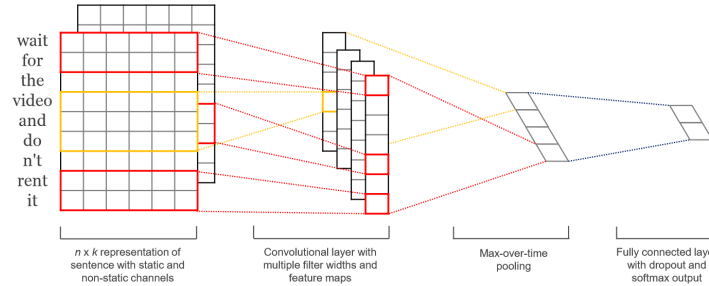 wait
for
the
video
and
do
n't
rent
it
n x k representation of
sentence with static and
non-static channels
Convolutional layer with
multiple filter widths and
feature maps
Max-over-time
pooling
Fully connected layer
with dropout and
softmax output